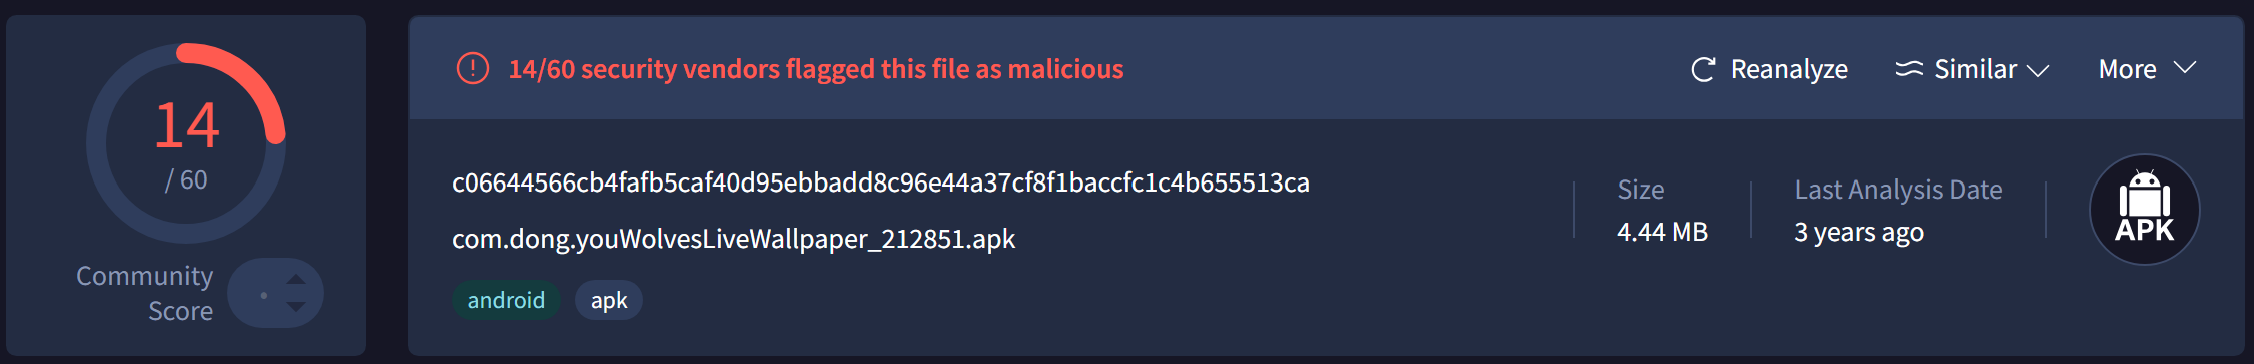 14
/ 60
Community
Score
14/60 security vendors flagged this file as malicious
Reanalyze
Similar
More
c06644566cb4fafb5caf40d95ebbadd8c96e44a37cf8f1baccfc1c4b655513ca
com.dong.youWolvesLiveWallpaper_212851.apk
android
apk
Size
4.44 MB
Last Analysis Date
3 years ago
APK